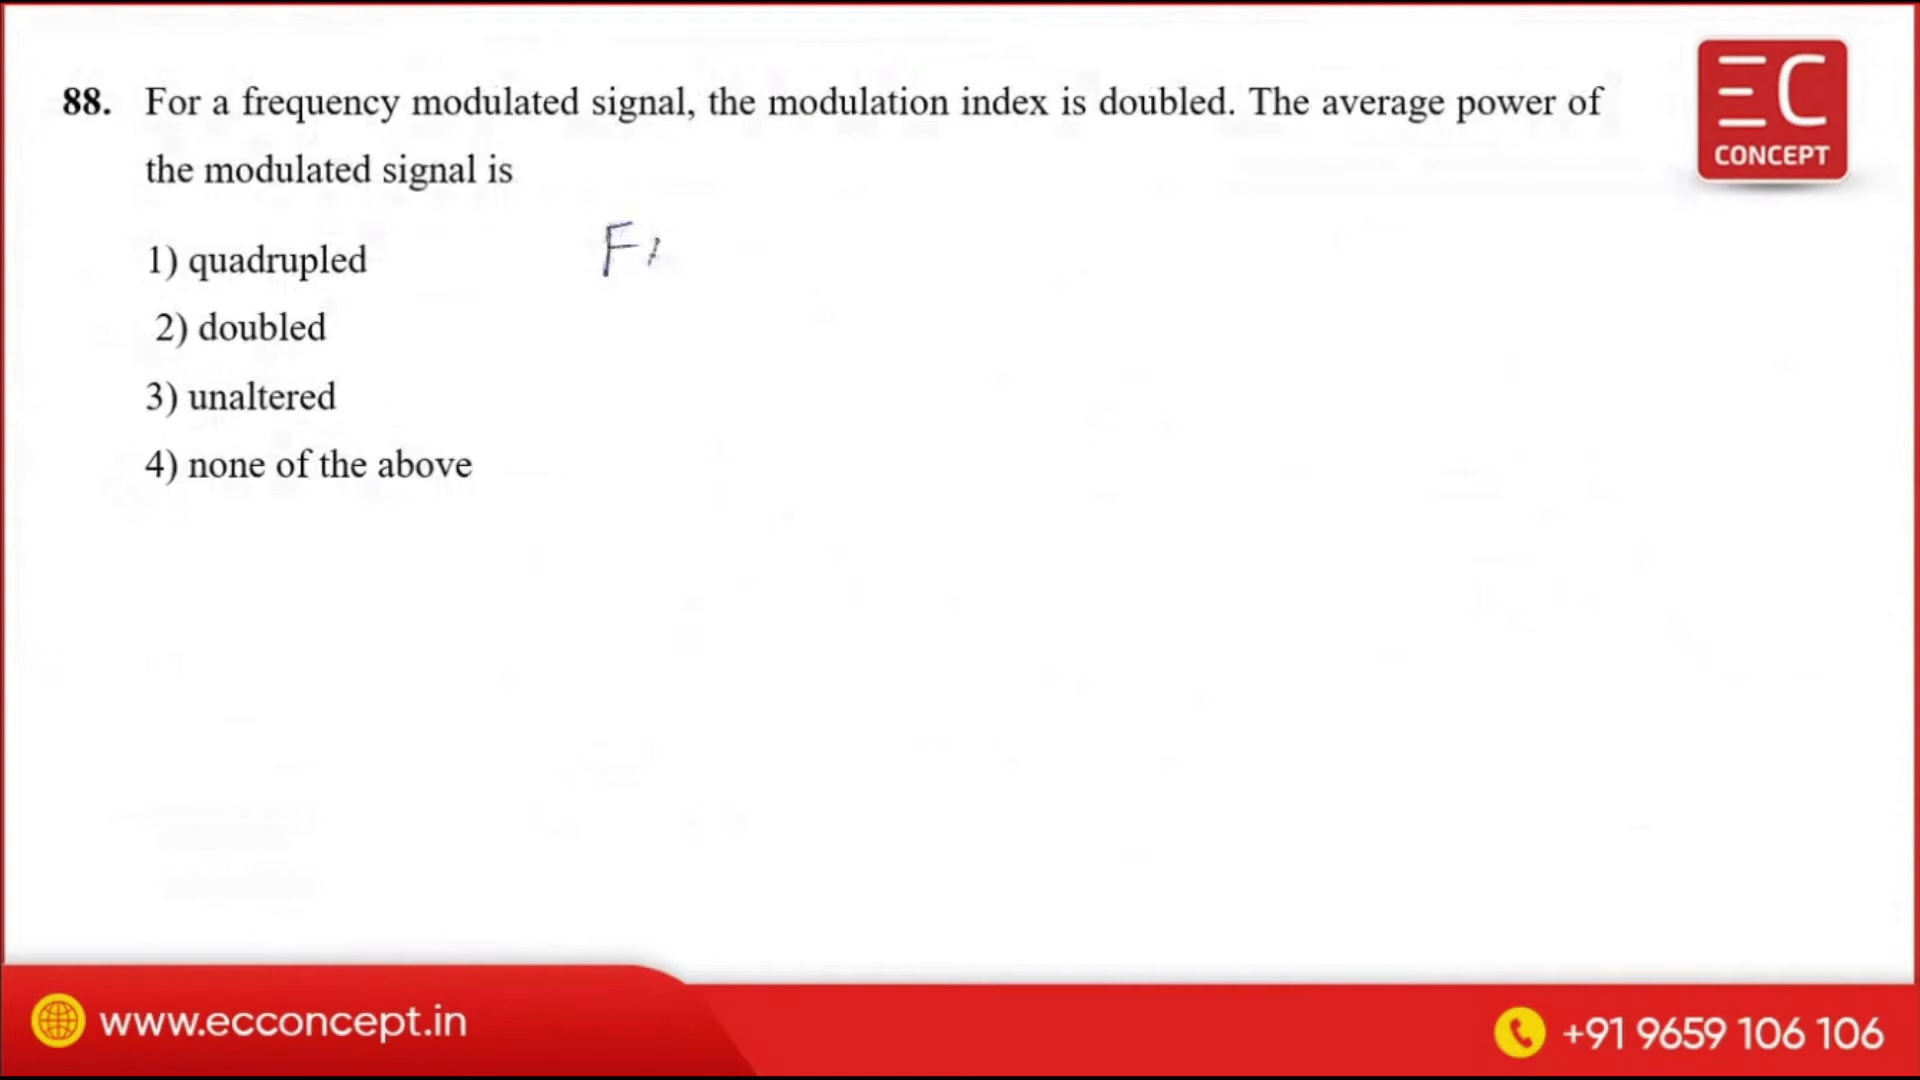 88. For a frequency modulated signal, the modulation index is doubled. The average power of
the modulated signal is
1) quadrupled
2) doubled
3) unaltered
4) none of the above
F
EC
CONCEPT
www.ecconcept.in
+91 9659 106 106